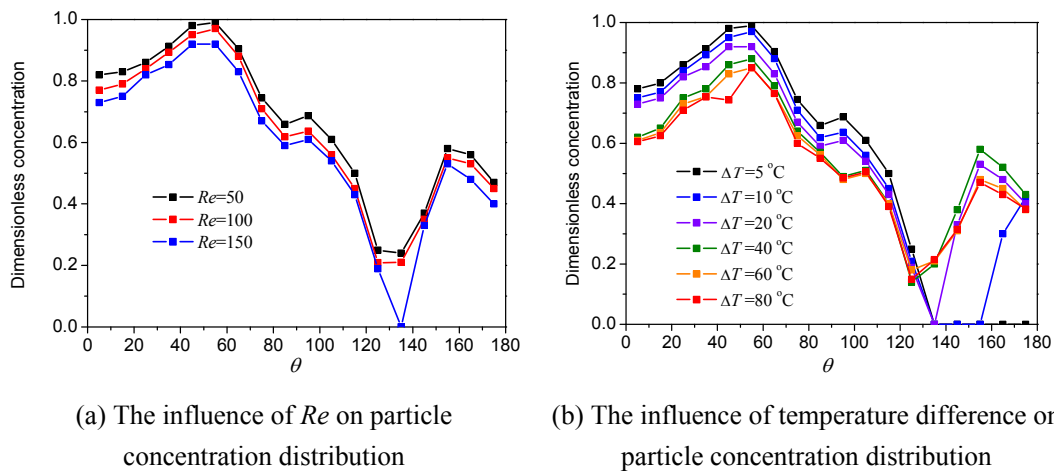 Dimensionless concentration
1.0
0.8
0.6
0.4
0.2
0.0
Re=50
Re=100
Re=150
0 20 40 60 80 100 120 140 160 180
θ
(a) The influence of Re on particle
concentration distribution
Dimensionless concentration
1.0
0.8
0.6
0.4
0.2
0.0
ΔT=5 °C
ΔT=10 °C
ΔT=20 °C
ΔT=40 °C
ΔT=60 °C
ΔT=80 °C
0 20 40 60 80 100 120 140 160 180
θ
(b) The influence of temperature difference on
particle concentration distribution